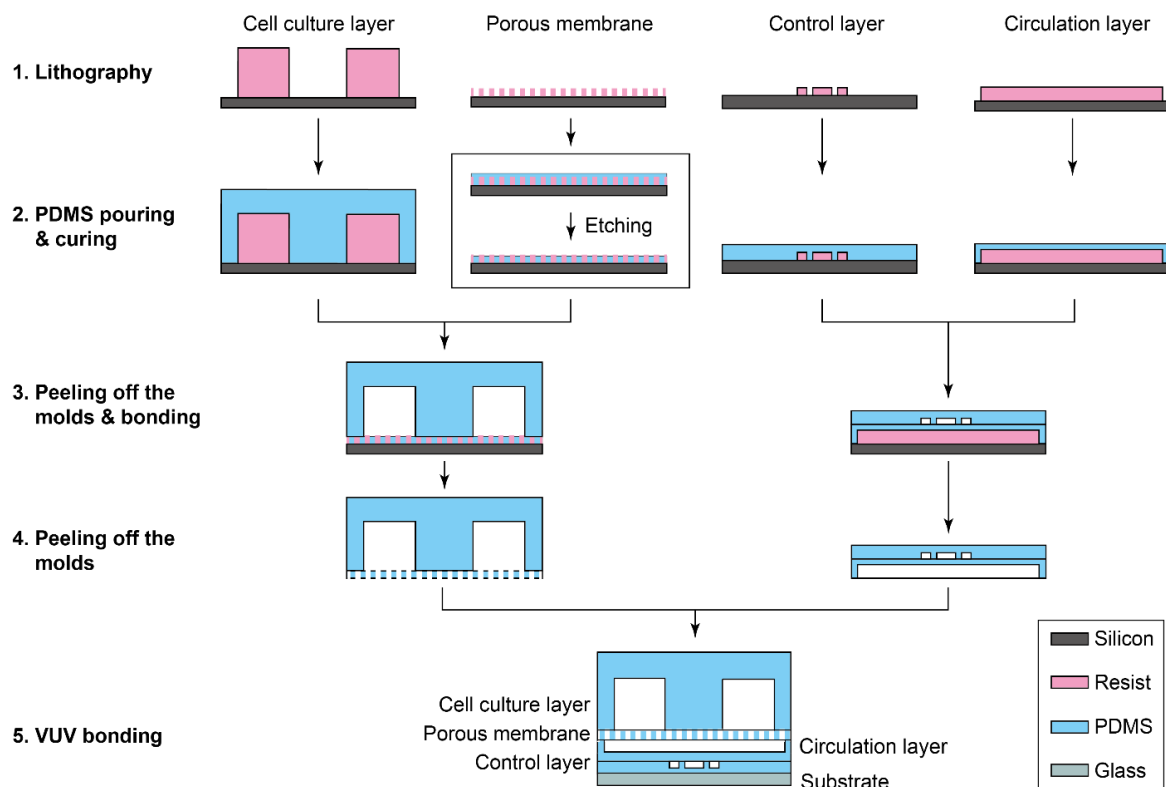 Cell culture layer
Porous membrane
Control layer
Circulation layer
1. Lithography
2. PDMS pouring
& curing
Etching
3. Peeling off the
molds & bonding
4. Peeling off the
molds
5. VUV bonding
Cell culture layer
Porous membrane
Control layer
Circulation layer
Substrate
Silicon
Resist
PDMS
Glass